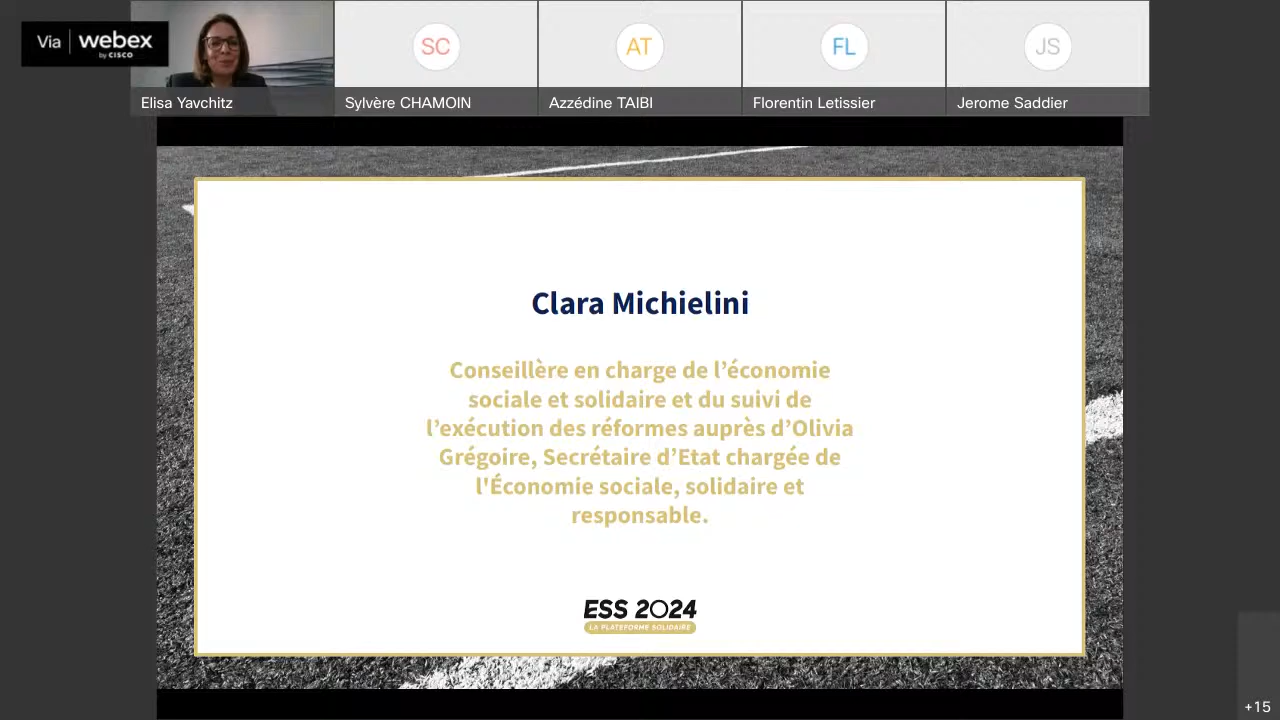 Via webex
by CISCO
SC
AT
FL
JS
Elisa Yavchitz
Sylvère CHAMOIN
Azzédine TAIBI
Florentin Letissier
Jerome Saddier
Clara Michielini
Conseillère en charge de l’économie
sociale et solidaire et du suivi de
l’exécution des réformes auprès d’Olivia
Grégoire, Secrétaire d’Etat chargée de
l'Économie sociale, solidaire et
responsable.
ESS 2024
LA PLATEFORME SOLIDAIRE
+15